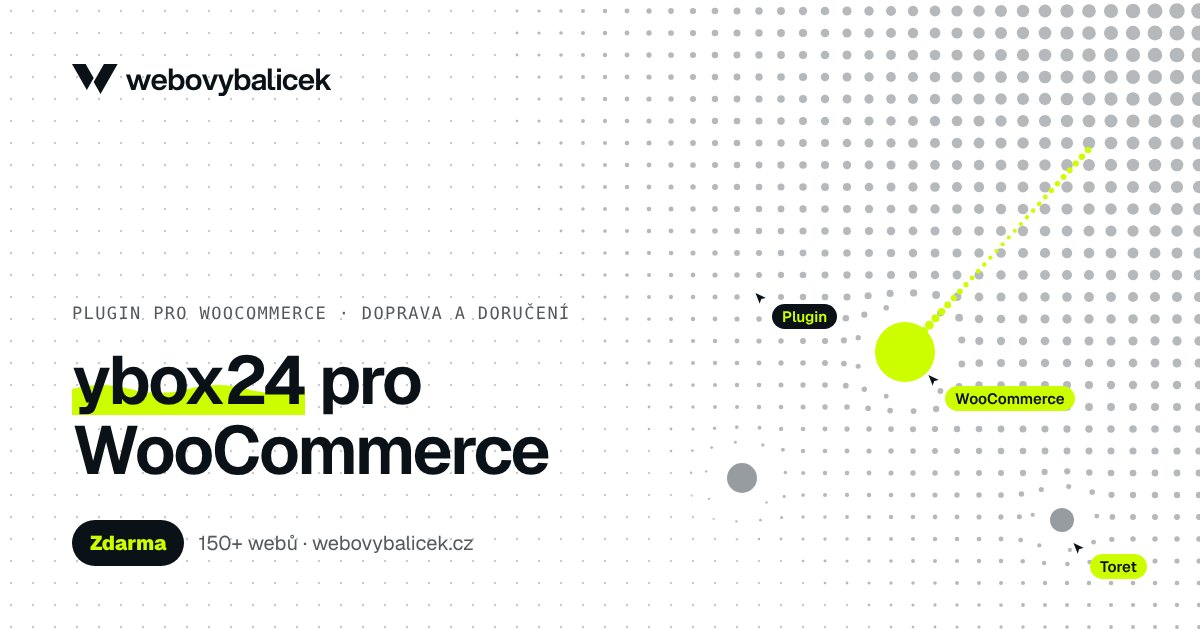 webovybalicek
PLUGIN PRO WOOCOMMERCE · DOPRAVA A DORUČENÍ
ybox24 pro
WooCommerce
Zdarma
150+ webů · webovybalicek.cz
Plugin
WooCommerce
Toret